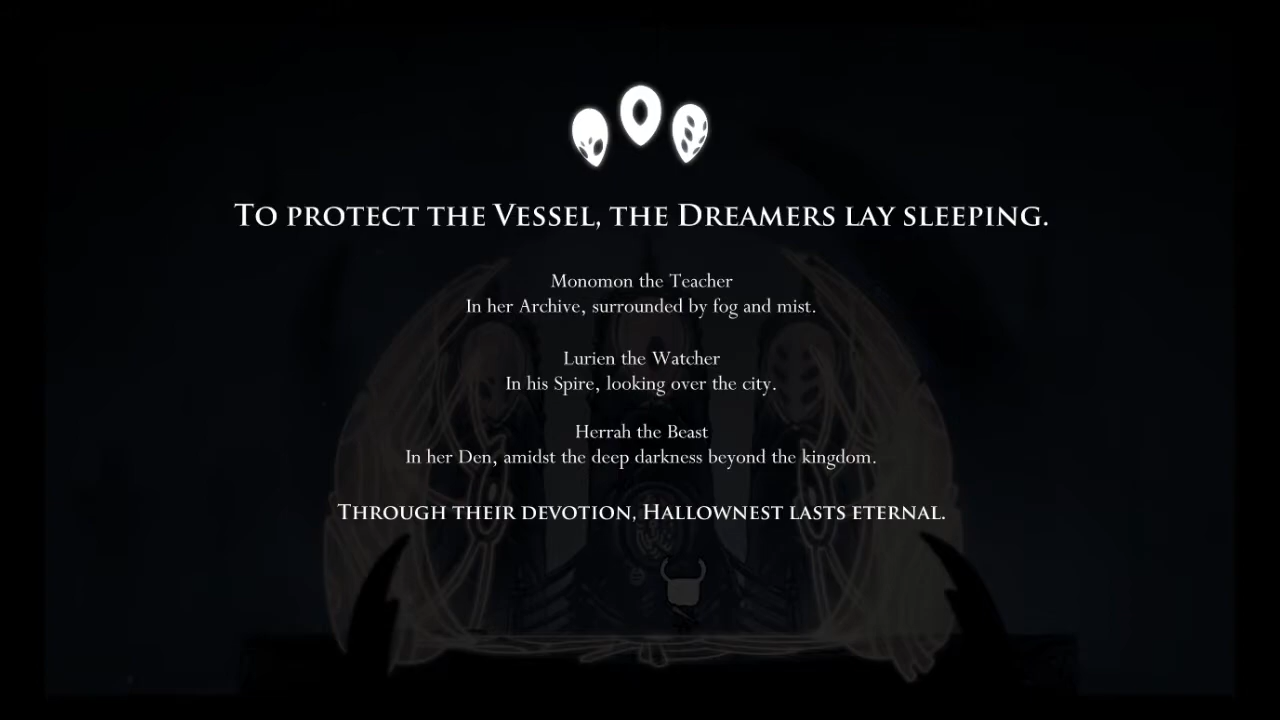 To protect the Vessel, the Dreamers lay sleeping.
Monomon the Teacher
In her Archive, surrounded by fog and mist.
Lurien the Watcher
In his Spire, looking over the city.
Herrah the Beast
In her Den, amidst the deep darkness beyond the kingdom.
Through their devotion, Hallownest lasts eternal.